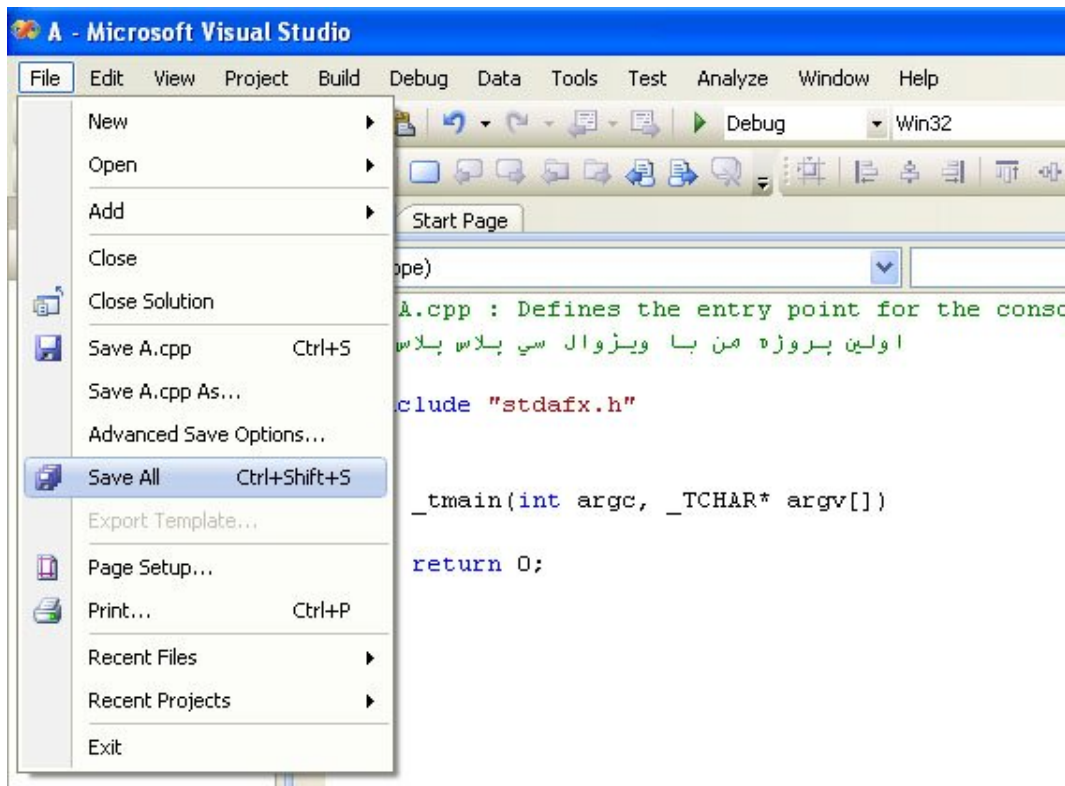 A - Microsoft Visual Studio
File Edit View Project Build Debug Data Tools Test Analyze Window Help
New
Debug Win32
Open
Add
Start Page
Close
ope)
Close Solution
A.cpp : Defines the entry point for the conso
Save A.cpp Ctrl+S
اولين پروژه من با ويژوال سي پلاس پلاس
Save A.cpp As...
clude "stdafx.h"
Advanced Save Options...
Save All Ctrl+Shift+S
_tmain(int argc, _TCHAR* argv[])
Export Template...
Page Setup...
return 0;
Print... Ctrl+P
Recent Files
Recent Projects
Exit